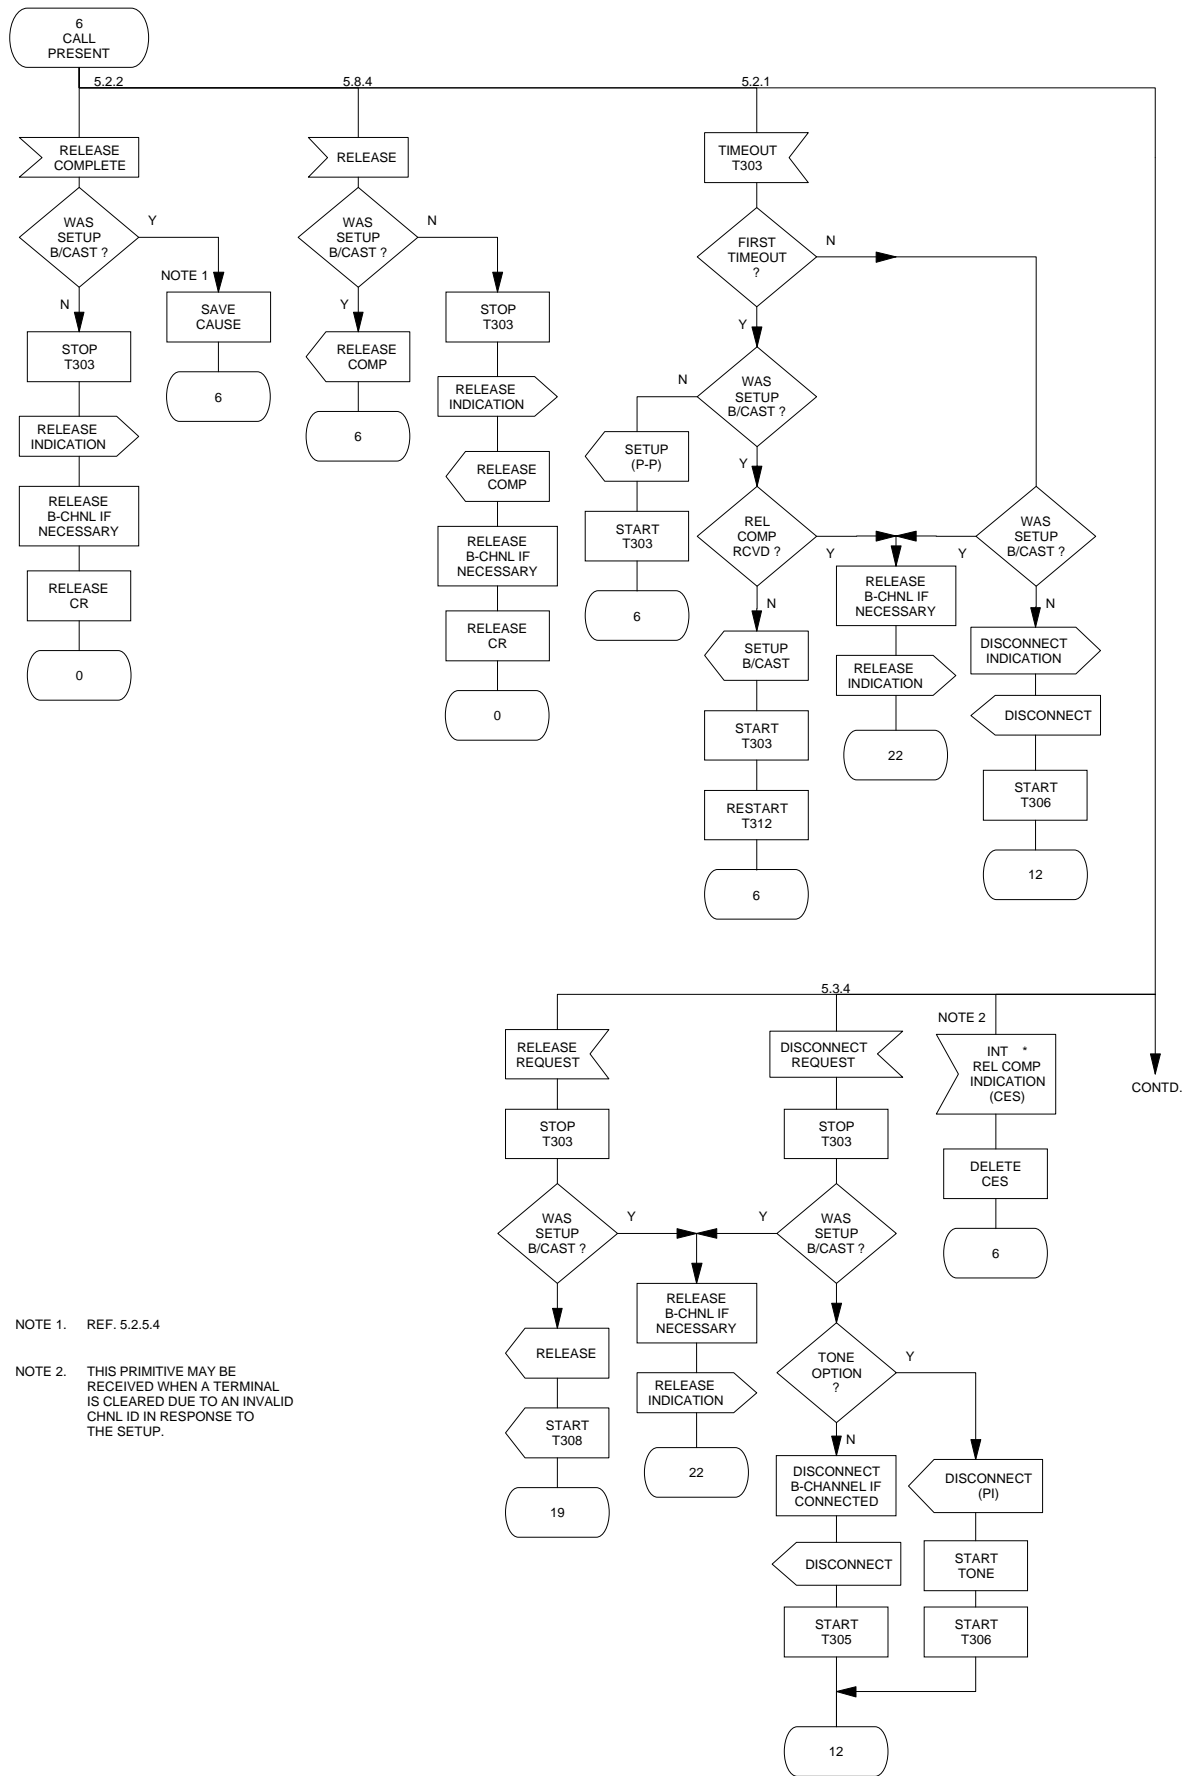 6
CALL
PRESENT
5.2.2
5.8.4
5.2.1
RELEASE
COMPLETE
WAS
SETUP
B/CAST ?
Y
N
NOTE 1
SAVE
CAUSE
6
STOP
T303
RELEASE
INDICATION
RELEASE
B-CHNL IF
NECESSARY
RELEASE
CR
0
RELEASE
WAS
SETUP
B/CAST ?
N
Y
RELEASE
COMP
6
STOP
T303
RELEASE
INDICATION
RELEASE
COMP
RELEASE
B-CHNL IF
NECESSARY
RELEASE
CR
0
TIMEOUT
T303
FIRST
TIMEOUT
?
N
Y
WAS
SETUP
B/CAST ?
N
Y
SETUP
(P-P)
START
T303
6
REL
COMP
RCVD ?
Y
N
SETUP
B/CAST
START
T303
RESTART
T312
6
RELEASE
B-CHNL IF
NECESSARY
RELEASE
INDICATION
22
WAS
SETUP
B/CAST ?
Y
N
DISCONNECT
INDICATION
DISCONNECT
START
T306
12
5.3.4
RELEASE
REQUEST
STOP
T303
WAS
SETUP
B/CAST ?
Y
RELEASE
START
T308
19
RELEASE
B-CHNL IF
NECESSARY
RELEASE
INDICATION
22
DISCONNECT
REQUEST
STOP
T303
WAS
SETUP
B/CAST ?
Y
TONE
OPTION
?
Y
N
DISCONNECT
B-CHANNEL IF
CONNECTED
DISCONNECT
START
T305
DISCONNECT
(PI)
START
TONE
START
T306
12
NOTE 2
INT *
REL COMP
INDICATION
(CES)
DELETE
CES
6
CONTD.
NOTE 1. REF. 5.2.5.4
NOTE 2. THIS PRIMITIVE MAY BE
RECEIVED WHEN A TERMINAL
IS CLEARED DUE TO AN INVALID
CHNL ID IN RESPONSE TO
THE SETUP.